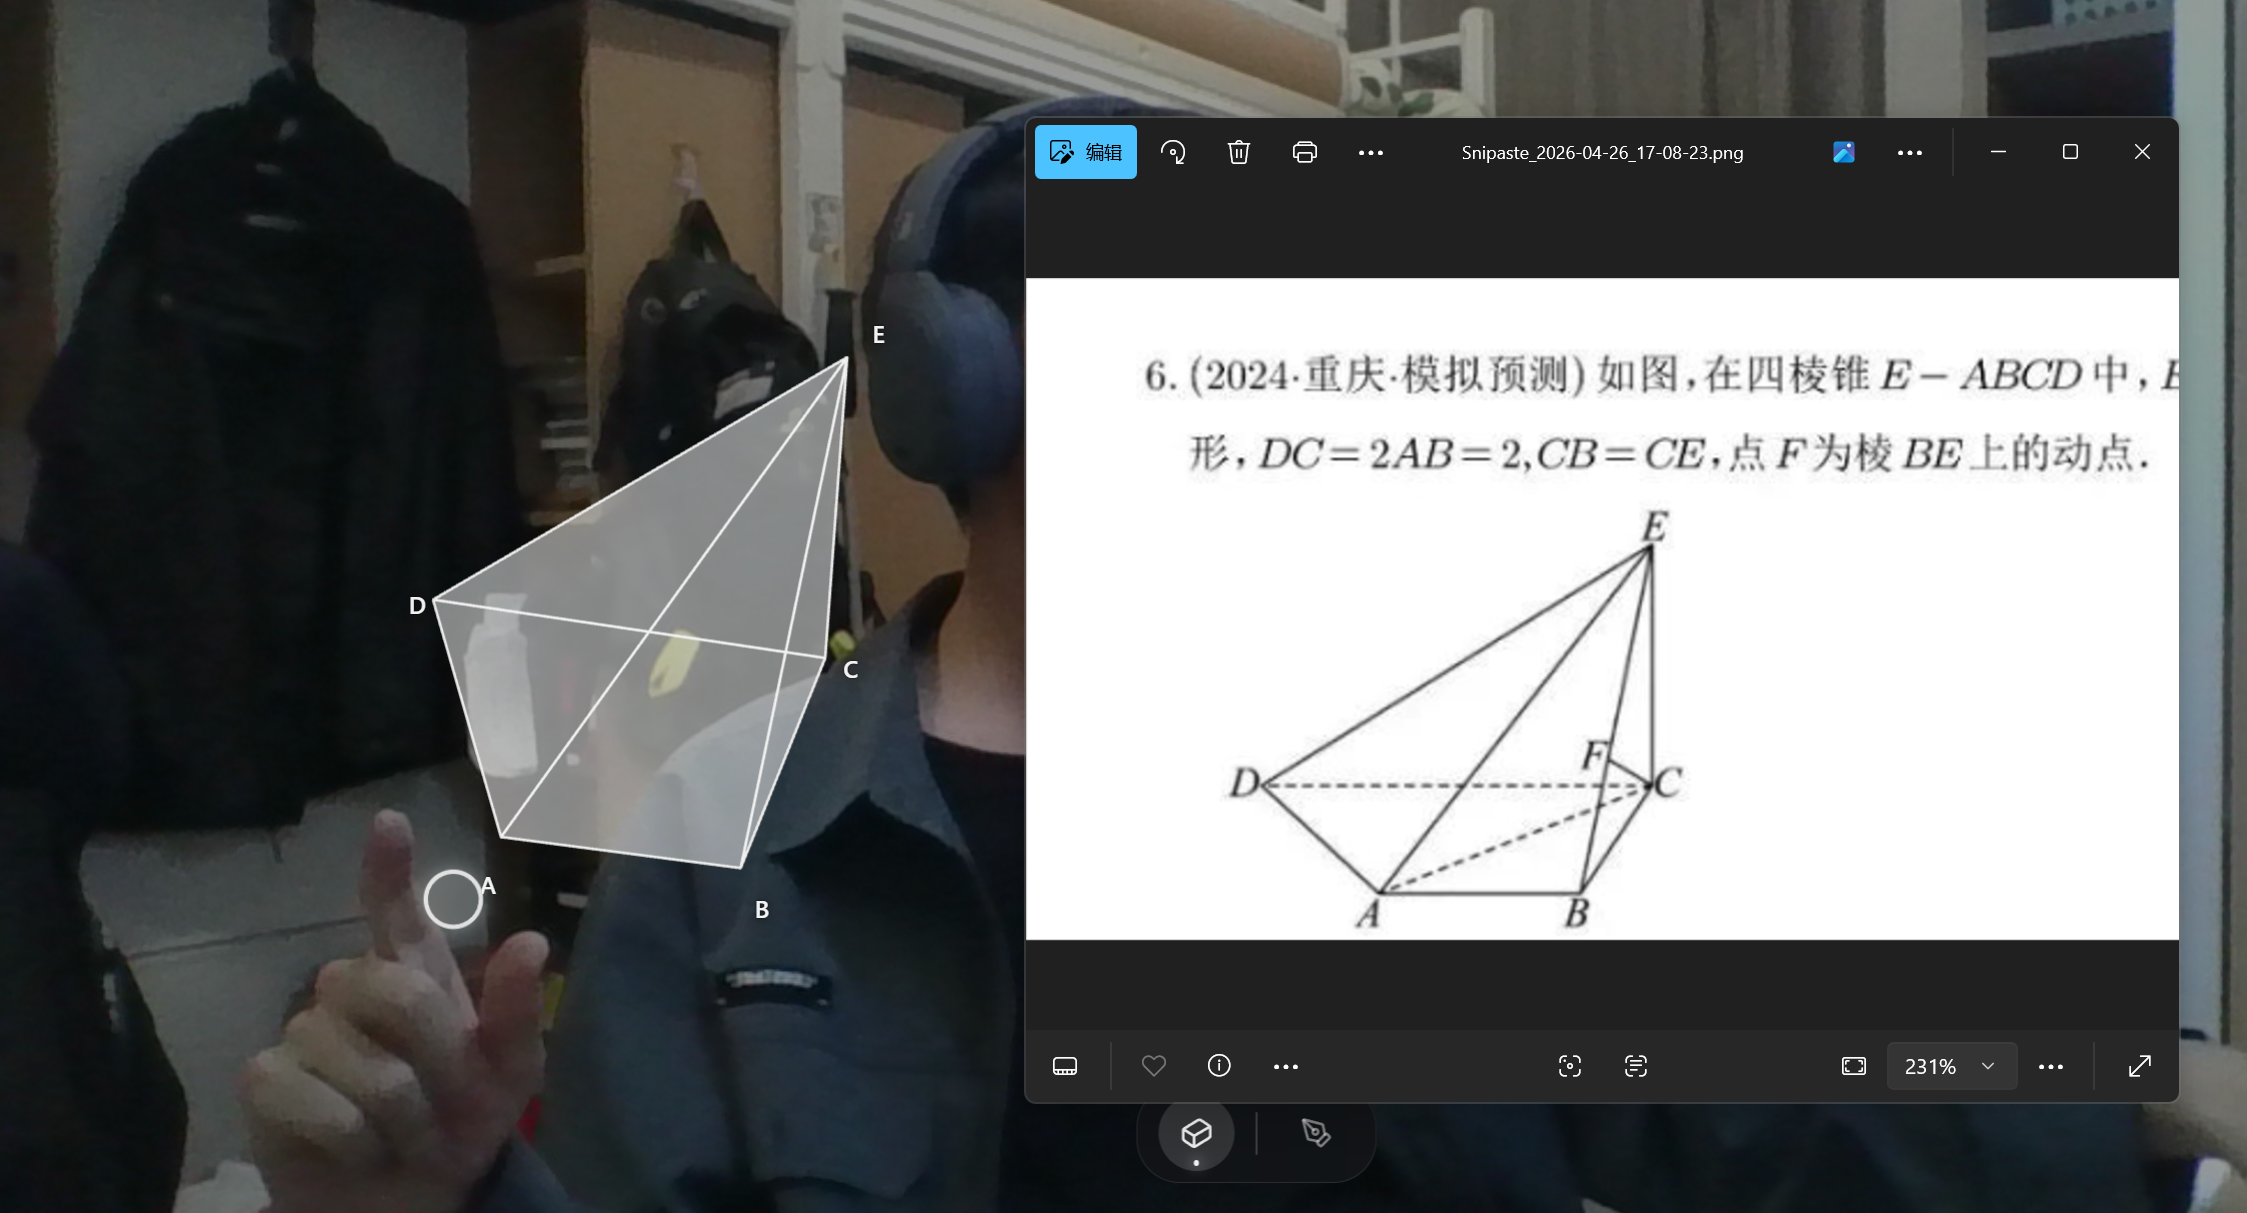 编辑
Snipaste_2026-04-26_17-08-23.png
6. (2024·重庆·模拟预测) 如图,在四棱锥 E－ABCD 中,
形, DC=2AB=2,CB=CE,点 F 为棱 BE 上的动点.
E
D
F
C
A
B
E
D
C
A
B
231%